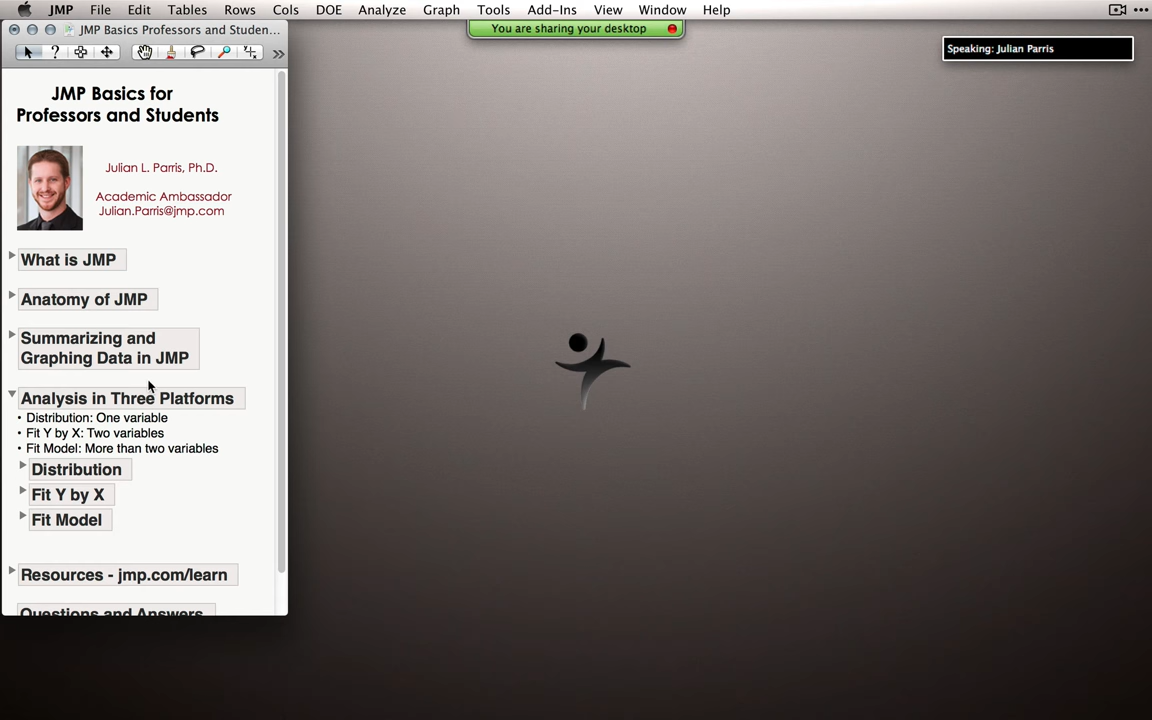 JMP File Edit Tables Rows Cols DOE Analyze Graph Tools Add-Ins View Window Help
JMP Basics Professors and Studen...
You are sharing your desktop
Speaking: Julian Parris
JMP Basics for
Professors and Students
Julian L. Parris, Ph.D.
Academic Ambassador
Julian.Parris@jmp.com
What is JMP
Anatomy of JMP
Summarizing and
Graphing Data in JMP
Analysis in Three Platforms
• Distribution: One variable
• Fit Y by X: Two variables
• Fit Model: More than two variables
Distribution
Fit Y by X
Fit Model
Resources - jmp.com/learn
Questions and Answers